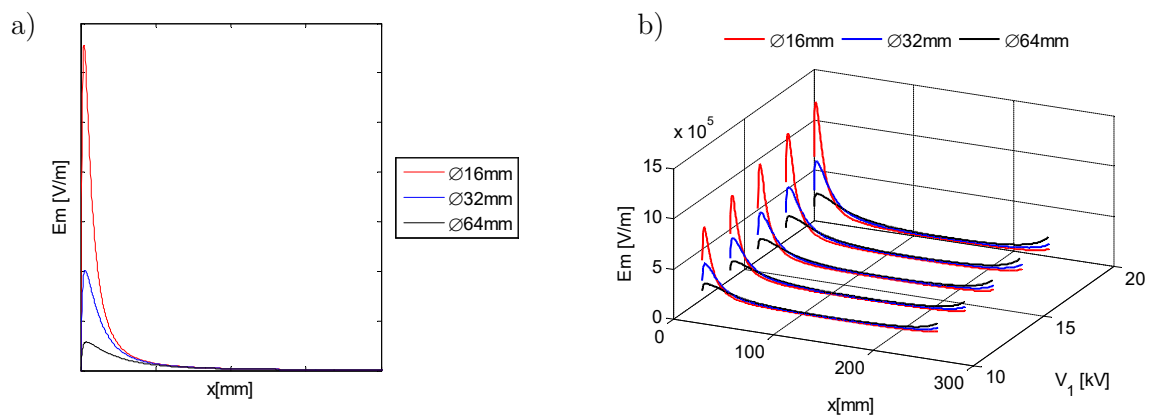 a)
Em [V/m]
x[mm]
∅16mm
∅32mm
∅64mm
b)
∅16mm ∅32mm ∅64mm
x 10^5
15
10
5
0
Em [V/m]
0
100
200
300
x[mm]
10
15
20
V_1 [kV]